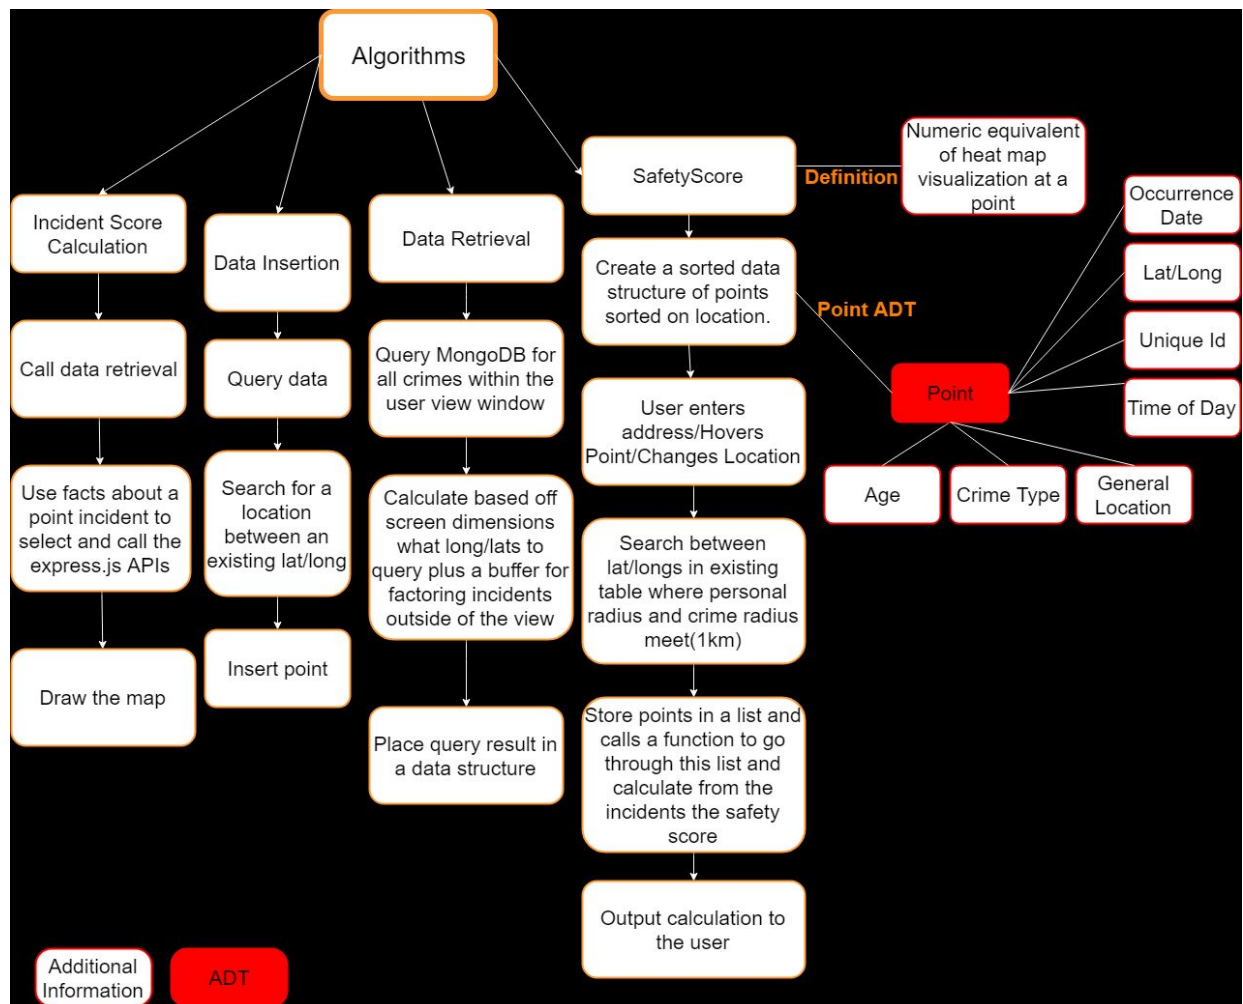 Algorithms
Incident Score
Calculation
Call data retrieval
Use facts about a
point incident to
select and call the
express.js APIs
Draw the map
Data Insertion
Query data
Search for a
location
between an
existing lat/long
Insert point
Data Retrieval
Query MongoDB for
all crimes within the
user view window
Calculate based off
screen dimensions
what long/lats to
query plus a buffer for
factoring incidents
outside of the view
Place query result in
a data structure
SafetyScore
Definition
Numeric equivalent
of heat map
visualization at a
point
Create a sorted data
structure of points
sorted on location.
Point ADT
User enters
address/Hovers
Point/Changes Location
Search between
lat/longs in existing
table where personal
radius and crime radius
meet(1km)
Store points in a list and
calls a function to go
through this list and
calculate from the
incidents the safety
score
Output calculation to
the user
Point
Occurrence
Date
Lat/Long
Unique Id
Time of Day
Age
Crime Type
General
Location
Additional
Information
ADT